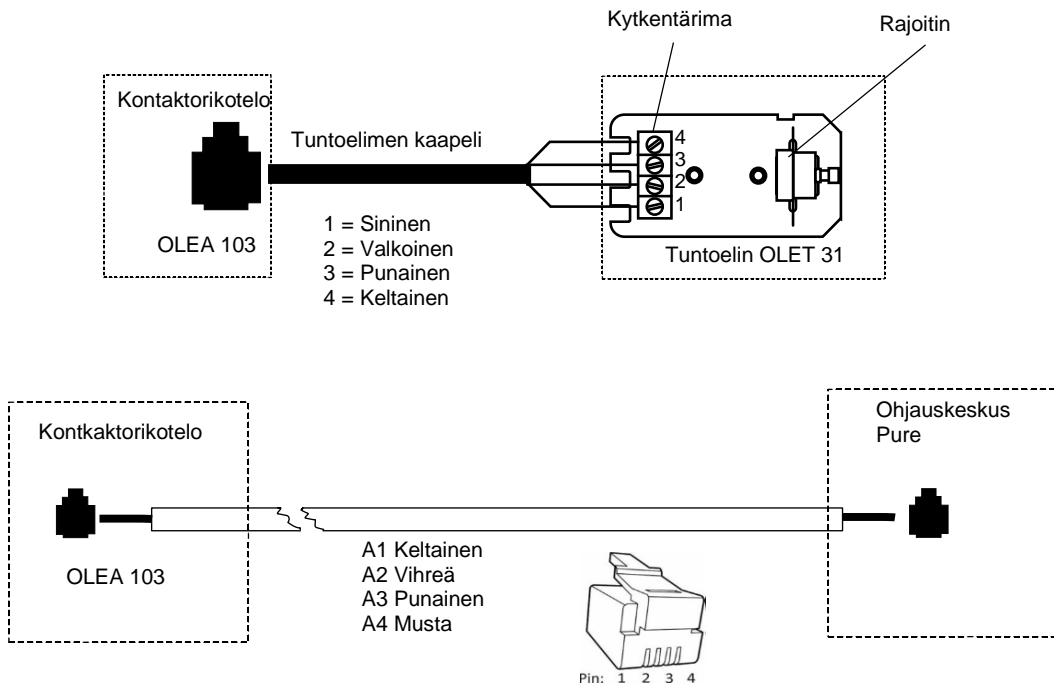 Kytkentärima
Rajoitin
Kontaktorikotelo
Tuntoelimen kaapeli
4
3
2
1
OLEA 103
1 = Sininen
2 = Valkoinen
3 = Punainen
4 = Keltainen
Tuntoelin OLET 31
Kontkaktorikotelo
Ohjauskeskus
Pure
OLEA 103
A1 Keltainen
A2 Vihreä
A3 Punainen
A4 Musta
Pin: 1 2 3 4